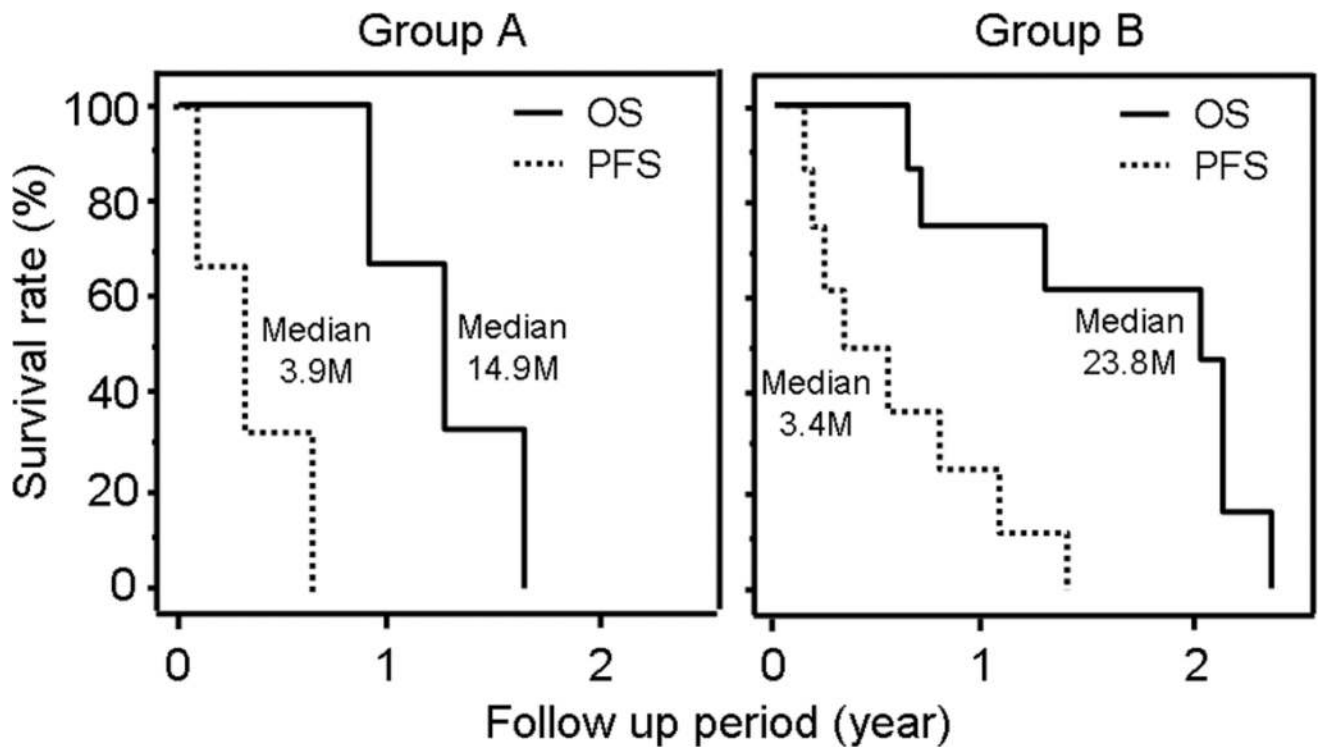 Group A
Group B
Survival rate (%)
100
80
60
40
20
0
OS
PFS
Median
3.9M
Median
14.9M
0
1
2
OS
PFS
Median
3.4M
Median
23.8M
0
1
2
Follow up period (year)